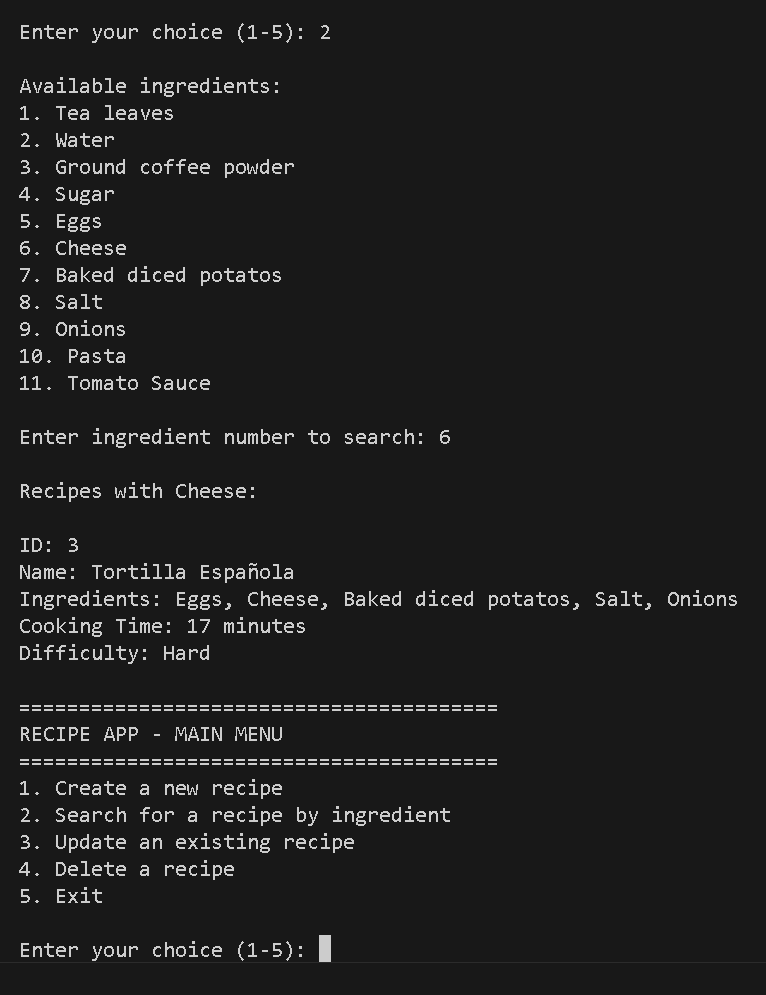 Enter your choice (1-5): 2
Available ingredients:
1. Tea leaves
2. Water
3. Ground coffee powder
4. Sugar
5. Eggs
6. Cheese
7. Baked diced potatos
8. Salt
9. Onions
10. Pasta
11. Tomato Sauce
Enter ingredient number to search: 6
Recipes with Cheese:
ID: 3
Name: Tortilla Española
Ingredients: Eggs, Cheese, Baked diced potatos, Salt, Onions
Cooking Time: 17 minutes
Difficulty: Hard
========================================
RECIPE APP - MAIN MENU
========================================
1. Create a new recipe
2. Search for a recipe by ingredient
3. Update an existing recipe
4. Delete a recipe
5. Exit
Enter your choice (1-5):